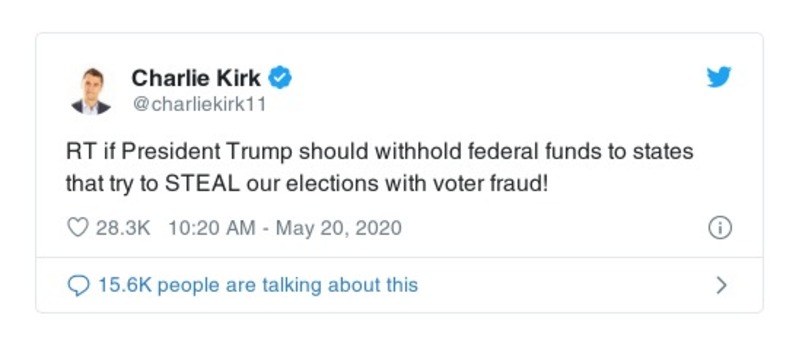 Charlie Kirk
@charliekirk11
RT if President Trump should withhold federal funds to states
that try to STEAL our elections with voter fraud!
28.3K 10:20 AM - May 20, 2020
15.6K people are talking about this